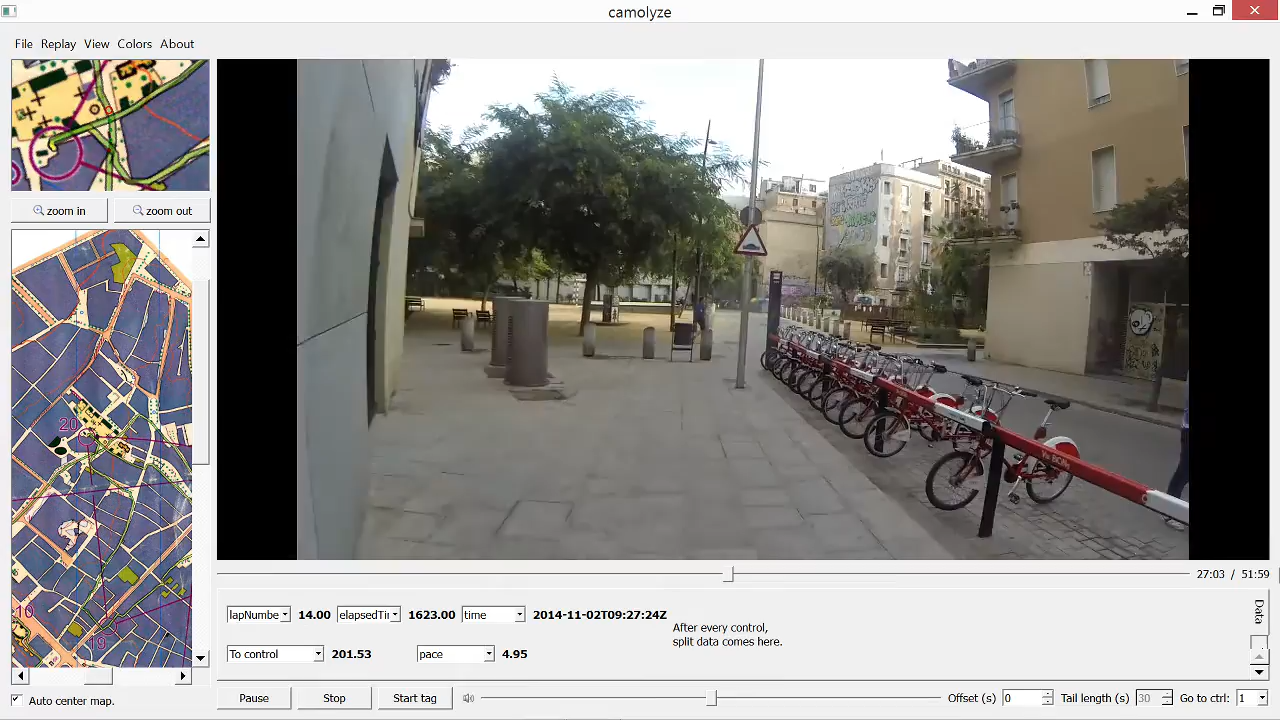 camolyze
File Replay View Colors About
zoom in zoom out
20
10
9
27:03 / 51:59
lapNumbe 14.00 elapsedTii 1623.00 time 2014-11-02T09:27:24Z
After every control,
split data comes here.
To control 201.53 pace 4.95
Data
Auto center map.
Pause Stop Start tag Offset (s) 0 Tail length (s) 30 Go to ctrl: 1